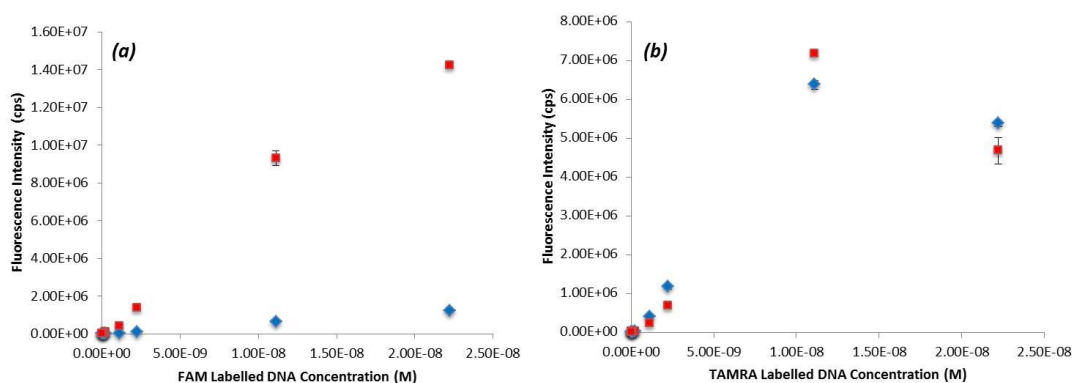 (a)
Fluorescence Intensity (cps)
1.60E+07
1.40E+07
1.20E+07
1.00E+07
8.00E+06
6.00E+06
4.00E+06
2.00E+06
0.00E+00
0.00E+00 5.00E-09 1.00E-08 1.50E-08 2.00E-08 2.50E-08
FAM Labelled DNA Concentration (M)
(b)
Fluorescence Intensity (cps)
8.00E+06
7.00E+06
6.00E+06
5.00E+06
4.00E+06
3.00E+06
2.00E+06
1.00E+06
0.00E+00
0.00E+00 5.00E-09 1.00E-08 1.50E-08 2.00E-08 2.50E-08
TAMRA Labelled DNA Concentration (M)